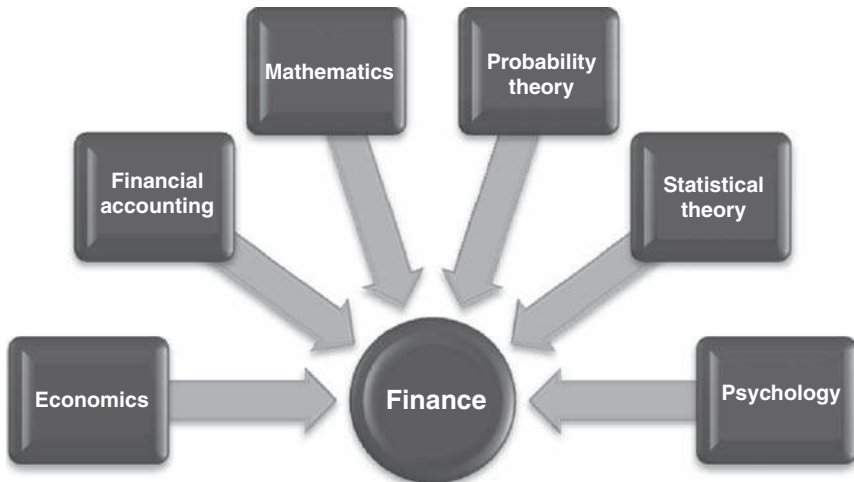 Mathematics
Probability
theory
Financial
accounting
Statistical
theory
Economics
Finance
Psychology